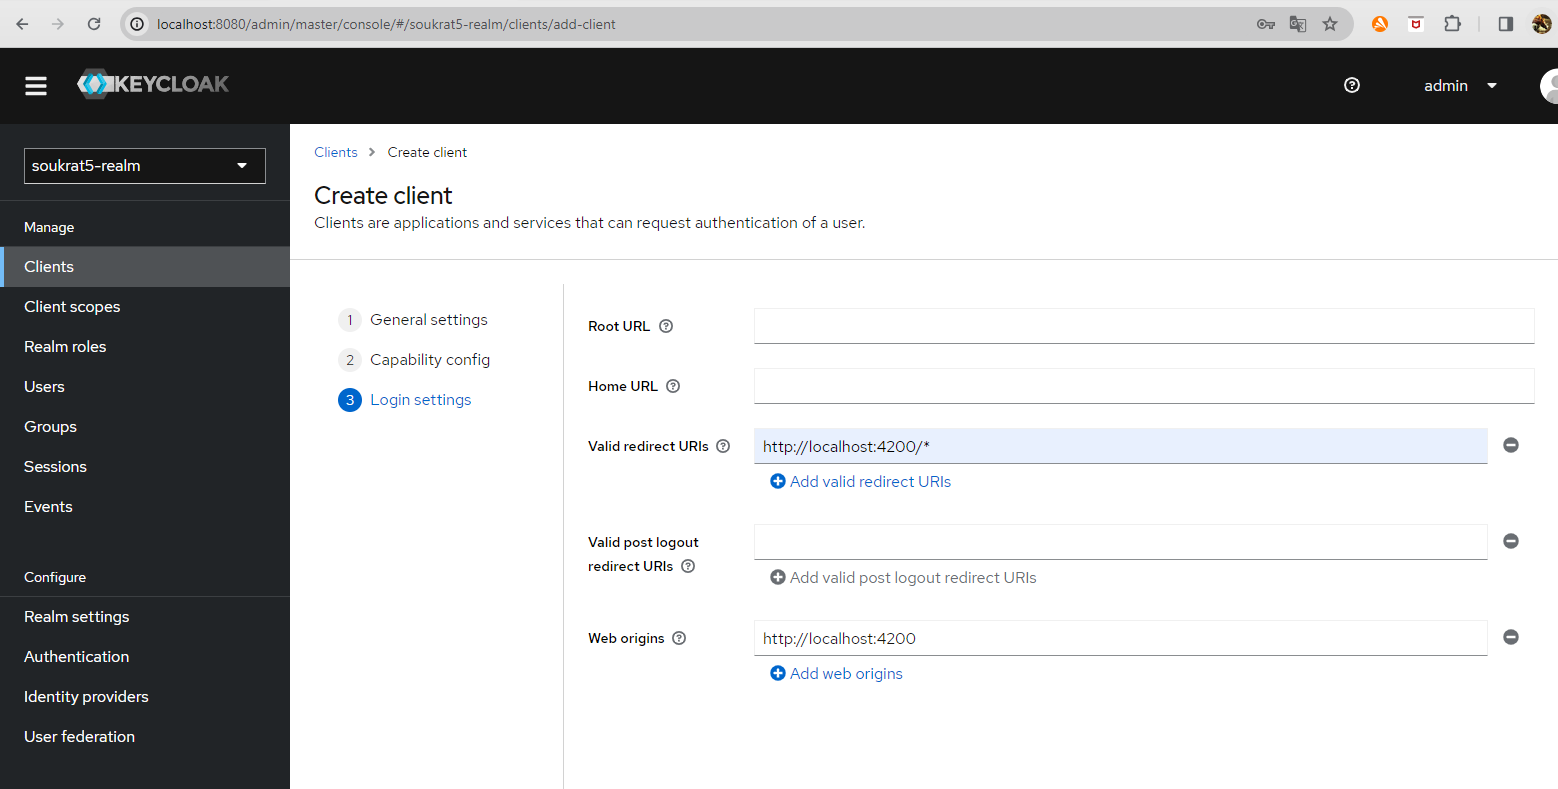 localhost:8080/admin/master/console/#/soukrat5-realm/clients/add-client
KEYCLOAK
admin
soukrat5-realm
Manage
Clients
Client scopes
Realm roles
Users
Groups
Sessions
Events
Configure
Realm settings
Authentication
Identity providers
User federation
Clients > Create client
Create client
Clients are applications and services that can request authentication of a user.
1 General settings
2 Capability config
3 Login settings
Root URL
Home URL
Valid redirect URIs
http://localhost:4200/*
Add valid redirect URIs
Valid post logout
redirect URIs
Add valid post logout redirect URIs
Web origins
http://localhost:4200
Add web origins